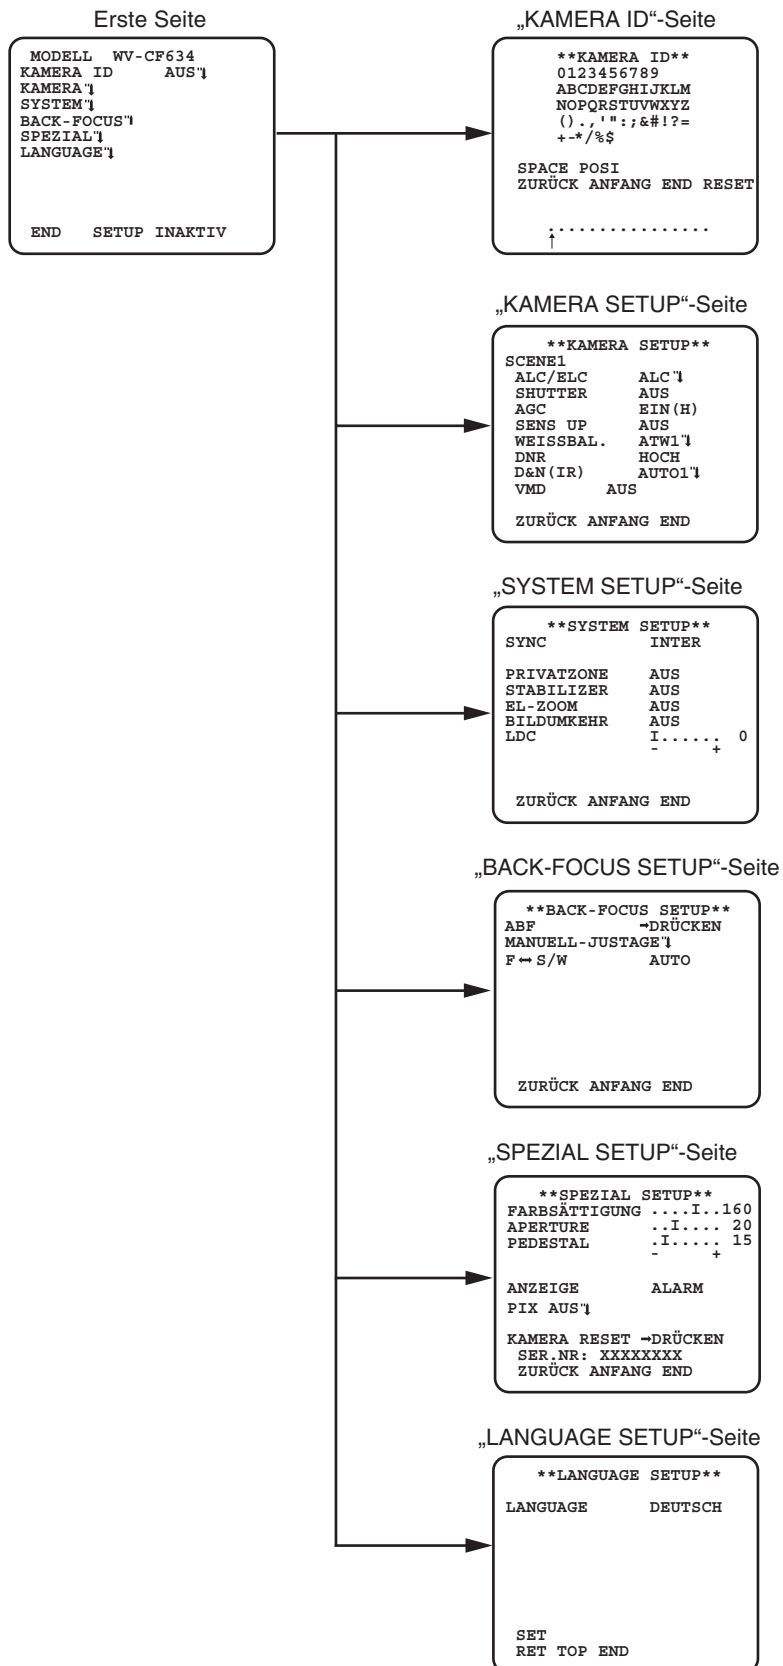 Erste Seite
MODELL WV-CF634
KAMERA ID AUS
KAMERA
SYSTEM
BACK-FOCUS
SPEZIAL
LANGUAGE
END SETUP INAKTIV
„KAMERA ID“-Seite
**KAMERA ID**
0123456789
ABCDEFGHIJKLM
NOPQRSTUVWXYZ
().,'":;&#!?=
+-*/%$
SPACE POSI
ZURÜCK ANFANG END RESET
................
↑
„KAMERA SETUP“-Seite
**KAMERA SETUP**
SCENE1
ALC/ELC ALC
SHUTTER AUS
AGC EIN(H)
SENS UP AUS
WEISSBAL. ATW1
DNR HOCH
D&N(IR) AUTO1
VMD AUS
ZURÜCK ANFANG END
„SYSTEM SETUP“-Seite
**SYSTEM SETUP**
SYNC INTER
PRIVATZONE AUS
STABILIZER AUS
EL-ZOOM AUS
BILDUMKEHR AUS
LDC I...... 0
- +
ZURÜCK ANFANG END
„BACK-FOCUS SETUP“-Seite
**BACK-FOCUS SETUP**
ABF →DRÜCKEN
MANUELL-JUSTAGE
F↔S/W AUTO
ZURÜCK ANFANG END
„SPEZIAL SETUP“-Seite
**SPEZIAL SETUP**
FARBSÄTTIGUNG ....I..160
APERTURE ..I.... 20
PEDESTAL .I..... 15
- +
ANZEIGE ALARM
PIX AUS
KAMERA RESET →DRÜCKEN
SER.NR: XXXXXXXX
ZURÜCK ANFANG END
„LANGUAGE SETUP“-Seite
**LANGUAGE SETUP**
LANGUAGE DEUTSCH
SET
RET TOP END